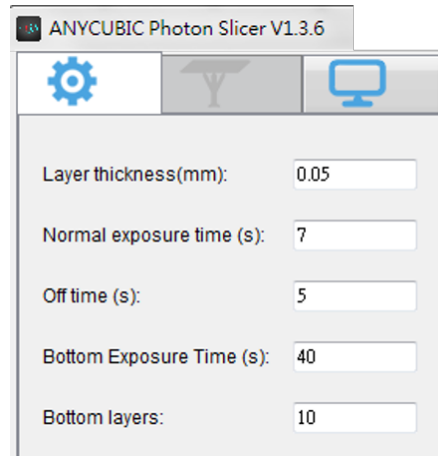 ANYCUBIC Photon Slicer V1.3.6
Layer thickness(mm): 0.05
Normal exposure time (s): 7
Off time (s): 5
Bottom Exposure Time (s): 40
Bottom layers: 10